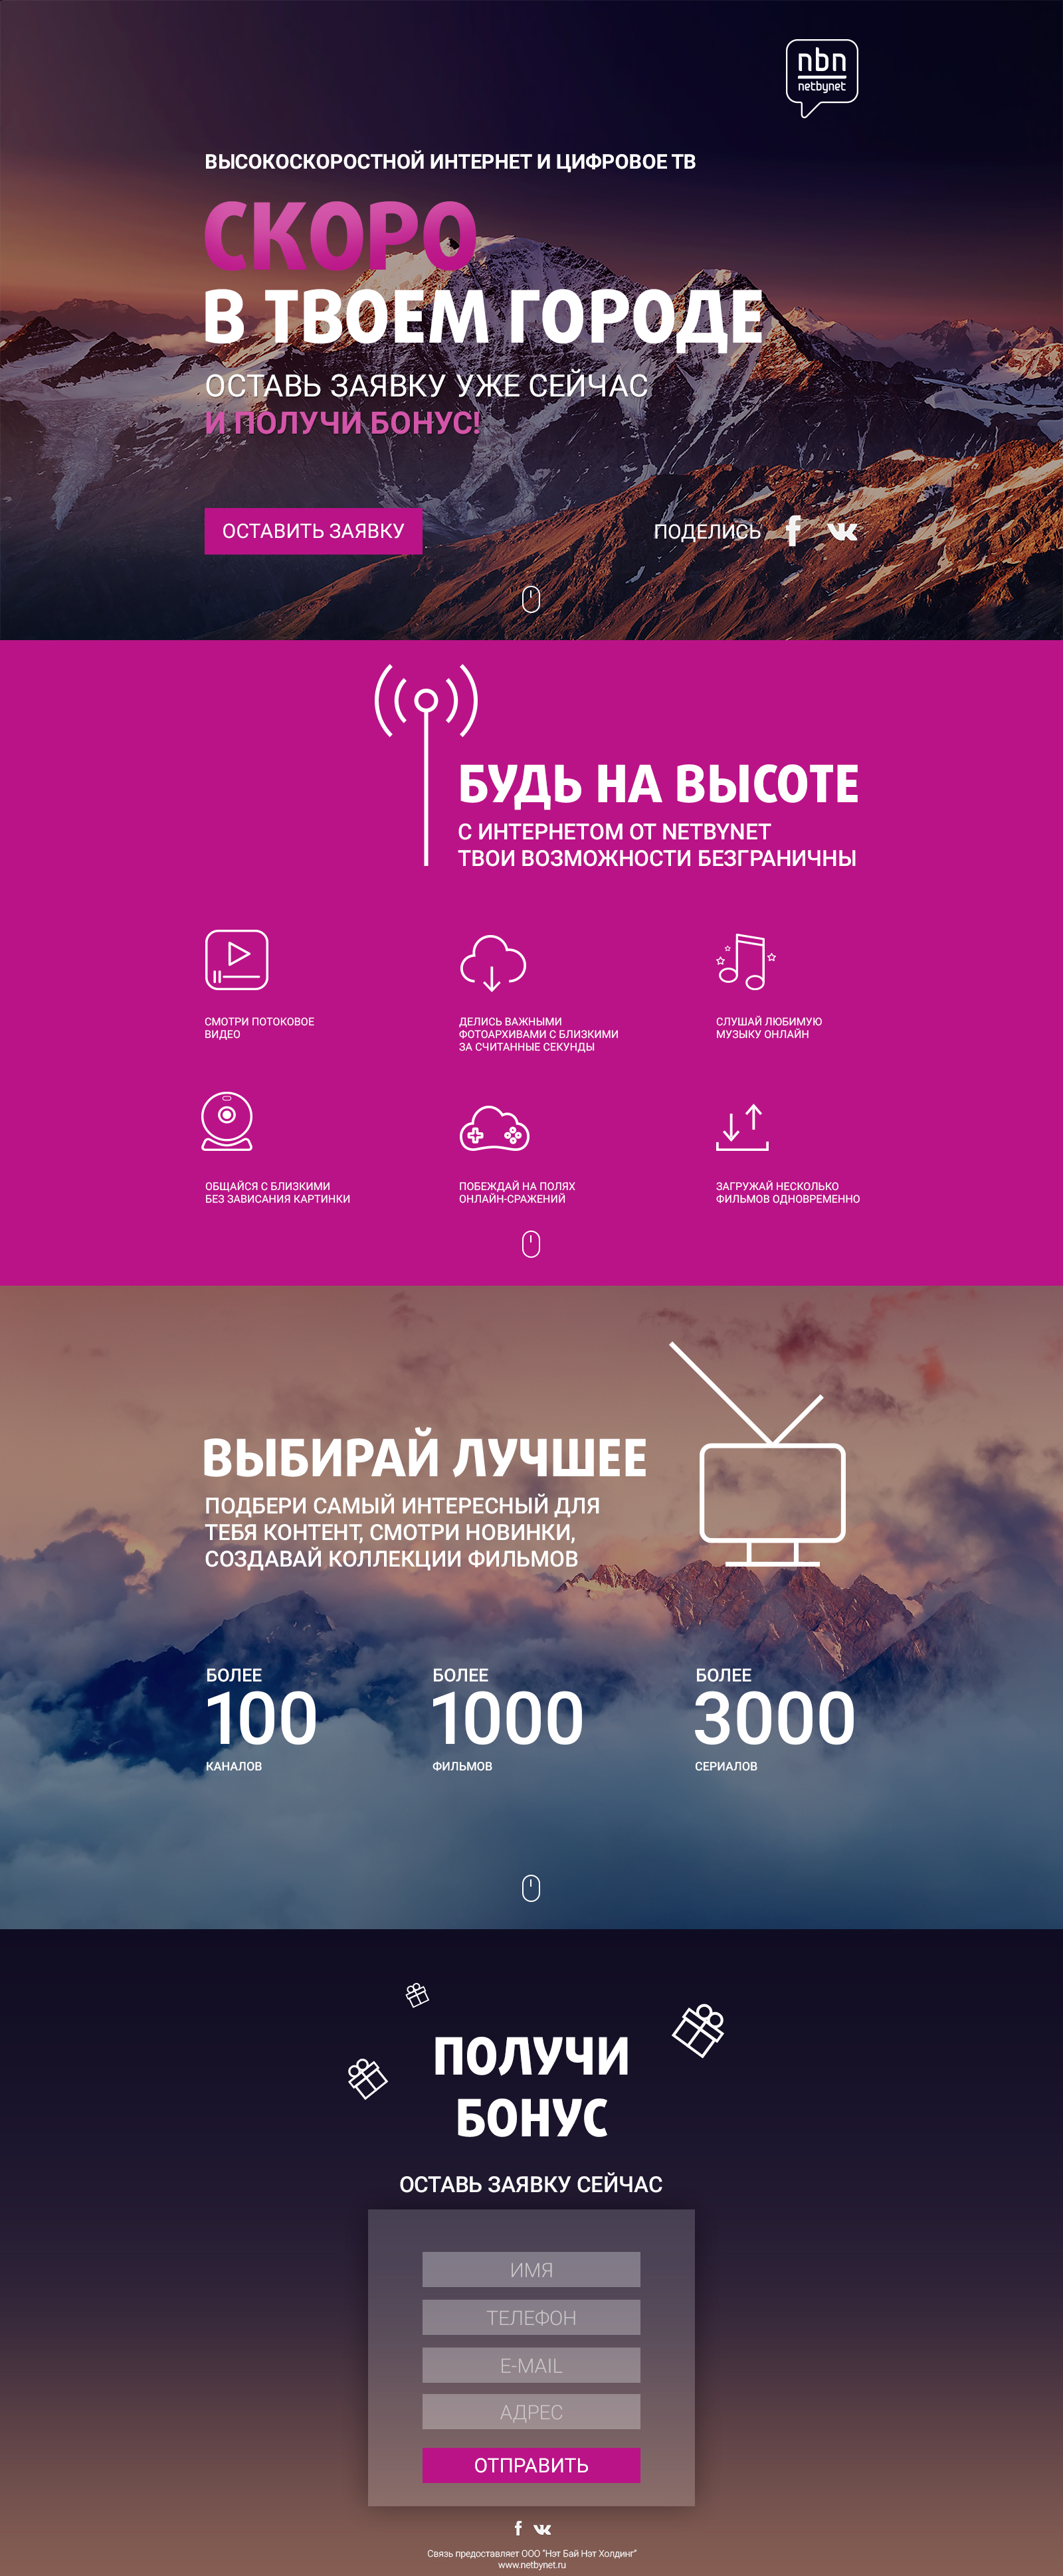 nbn
netbynet
ВЫСОКОСКОРОСТНОЙ ИНТЕРНЕТ И ЦИФРОВОЕ ТВ
СКОРО
В ТВОЕМ ГОРОДЕ
ОСТАВЬ ЗАЯВКУ УЖЕ СЕЙЧАС
И ПОЛУЧИ БОНУС!
ОСТАВИТЬ ЗАЯВКУ
ПОДЕЛИСЬ
БУДЬ НА ВЫСОТЕ
С ИНТЕРНЕТОМ ОТ NETBYNET
ТВОИ ВОЗМОЖНОСТИ БЕЗГРАНИЧНЫ
СМОТРИ ПОТОКОВОЕ
ВИДЕО
ДЕЛИСЬ ВАЖНЫМИ
ФОТОАРХИВАМИ С БЛИЗКИМИ
ЗА СЧИТАННЫЕ СЕКУНДЫ
СЛУШАЙ ЛЮБИМУЮ
МУЗЫКУ ОНЛАЙН
ОБЩАЙСЯ С БЛИЗКИМИ
БЕЗ ЗАВИСАНИЯ КАРТИНКИ
ПОБЕЖДАЙ НА ПОЛЯХ
ОНЛАЙН-СРАЖЕНИЙ
ЗАГРУЖАЙ НЕСКОЛЬКО
ФИЛЬМОВ ОДНОВРЕМЕННО
ВЫБИРАЙ ЛУЧШЕЕ
ПОДБЕРИ САМЫЙ ИНТЕРЕСНЫЙ ДЛЯ
ТЕБЯ КОНТЕНТ, СМОТРИ НОВИНКИ,
СОЗДАВАЙ КОЛЛЕКЦИИ ФИЛЬМОВ
БОЛЕЕ
100
КАНАЛОВ
БОЛЕЕ
1000
ФИЛЬМОВ
БОЛЕЕ
3000
СЕРИАЛОВ
ПОЛУЧИ
БОНУС
ОСТАВЬ ЗАЯВКУ СЕЙЧАС
ИМЯ
ТЕЛЕФОН
E-MAIL
АДРЕС
ОТПРАВИТЬ
Связь предоставляет ООО "Нэт Бай Нэт Холдинг"
www.netbynet.ru